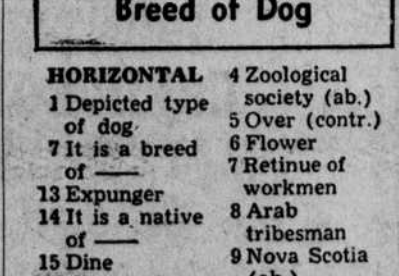 Breed of Dog
HORIZONTAL
1 Depicted type
of dog
7 It is a breed
of ——
13 Expunger
14 It is a native
of ——
15 Dine
4 Zoological
society (ab.)
5 Over (contr.)
6 Flower
7 Retinue of
workmen
8 Arab
tribesman
9 Nova Scotia
(ab.)